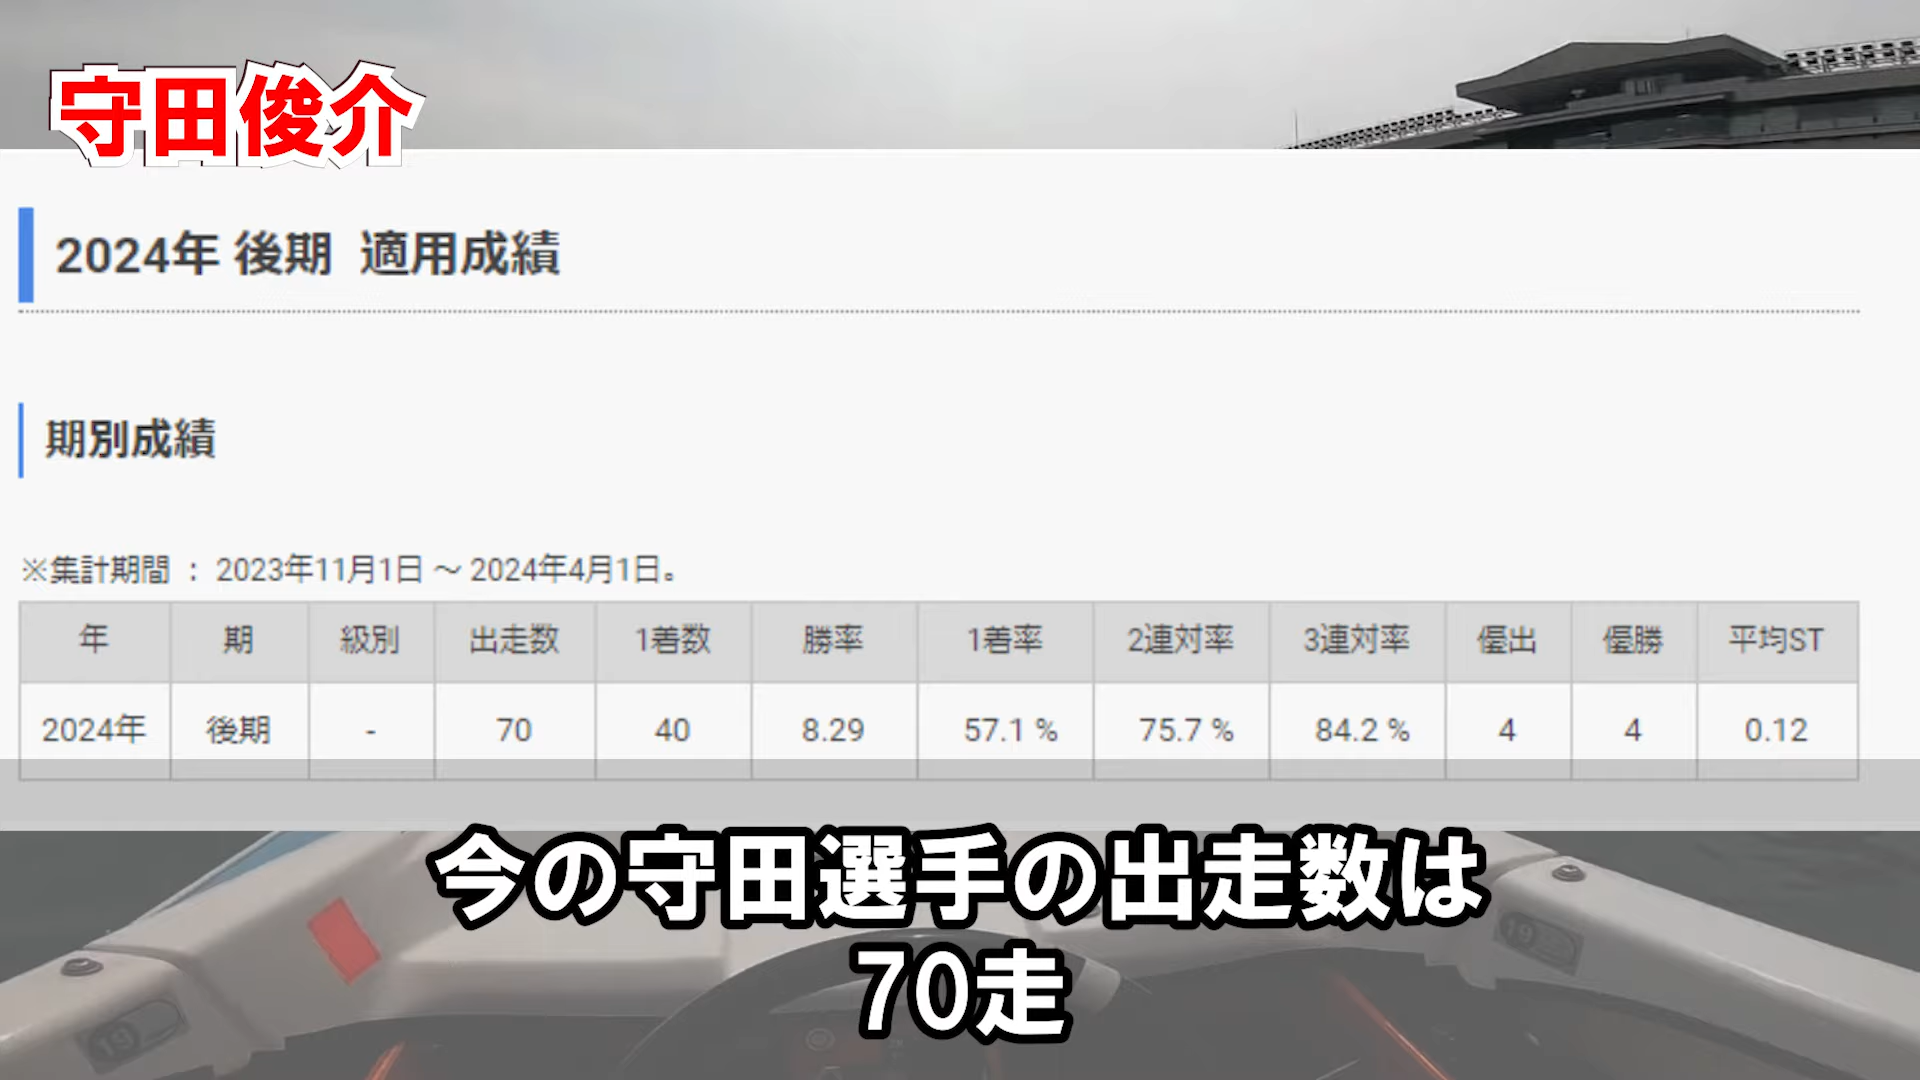 守田俊介
2024年 後期 適用成績
期別成績
※集計期間 ： 2023年11月1日 ～ 2024年4月1日。
年 期 級別 出走数 1着数 勝率 1着率 2連対率 3連対率 優出 優勝 平均ST
2024年 後期 - 70 40 8.29 57.1 % 75.7 % 84.2 % 4 4 0.12
今の守田選手の出走数は
70走